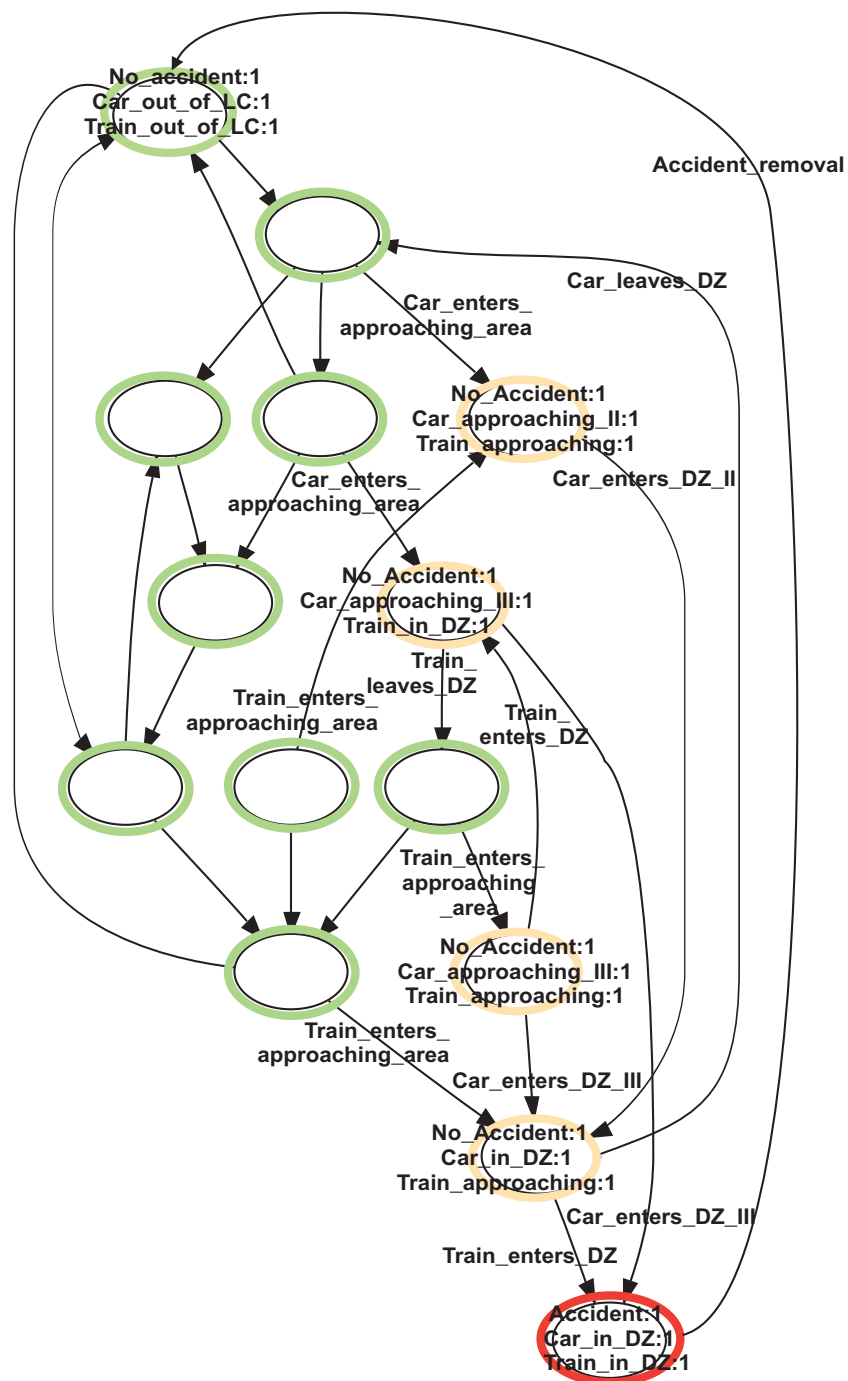 No_accident:1
Car_out_of_LC:1
Train_out_of_LC:1
Accident_removal
Car_leaves_DZ
Car_enters_
approaching_area
No_Accident:1
Car_approaching_II:1
Train_approaching:1
Car_enters_
approaching_area
Car_enters_DZ_II
No_Accident:1
Car_approaching_III:1
Train_in_DZ:1
Train_
leaves_DZ
Train_enters_
approaching_area
Train_
enters_DZ
Train_enters_
approaching
_area
No_Accident:1
Car_approaching_III:1
Train_approaching:1
Train_enters_
approaching_area
Car_enters_DZ_III
No_Accident:1
Car_in_DZ:1
Train_approaching:1
Car_enters_DZ_III
Train_enters_DZ
Accident:1
Car_in_DZ:1
Train_in_DZ:1